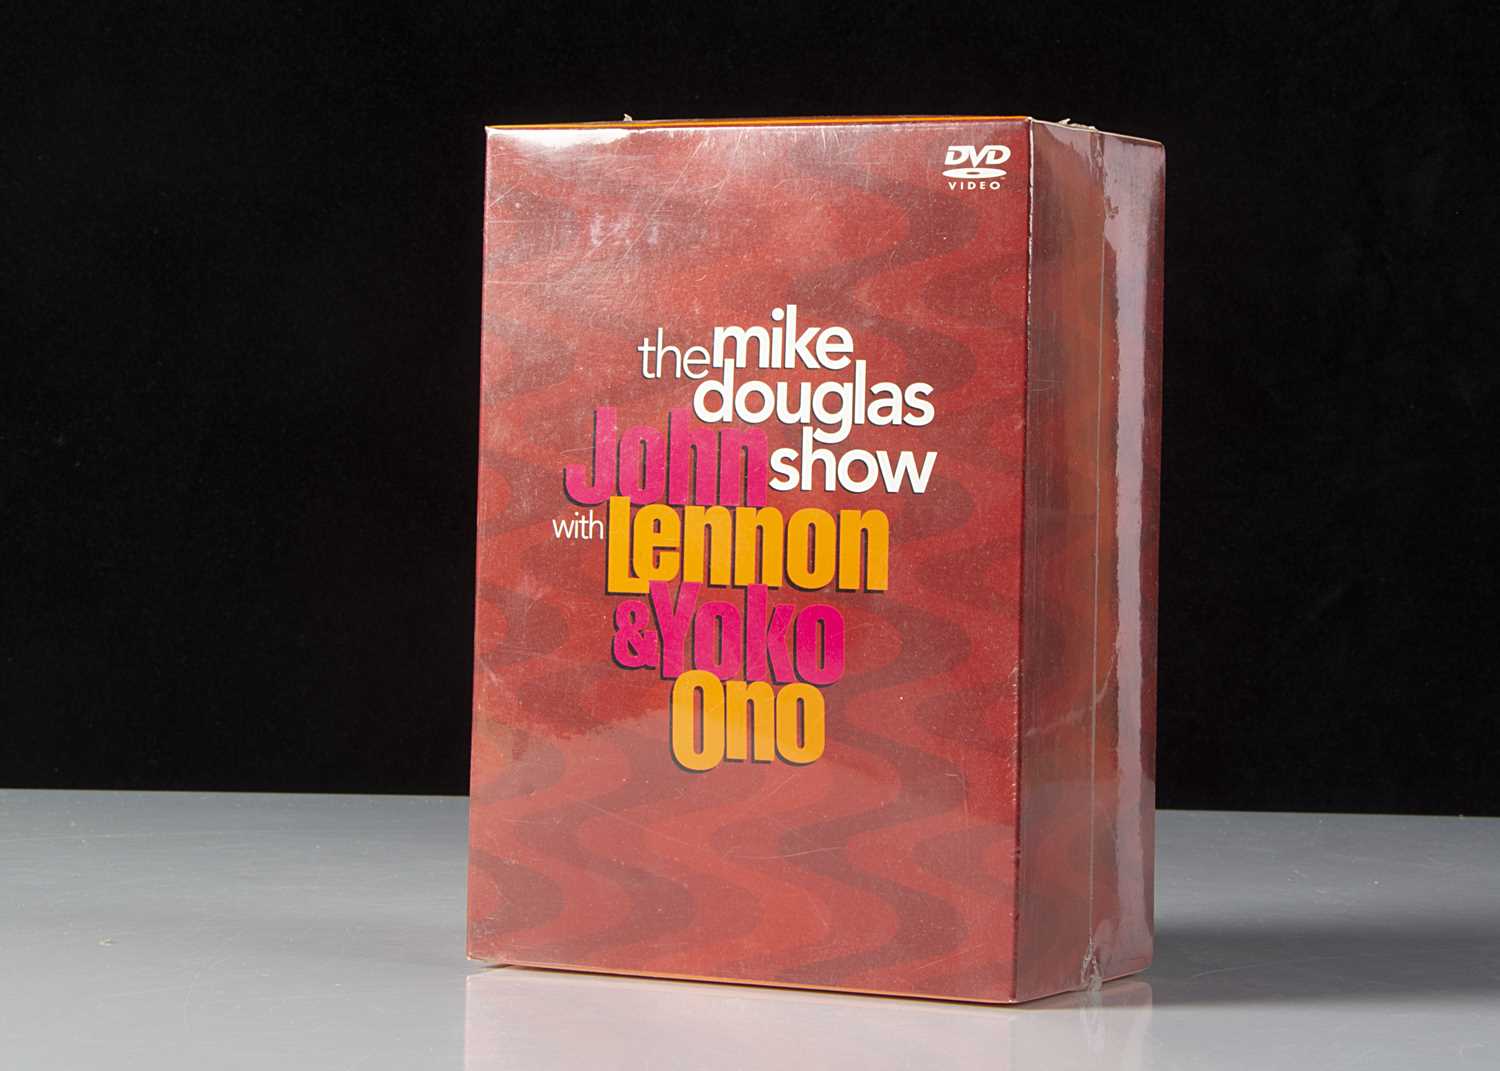 DVD
VIDEO
the mike
douglas
show
with John
Lennon
& Yoko
Ono